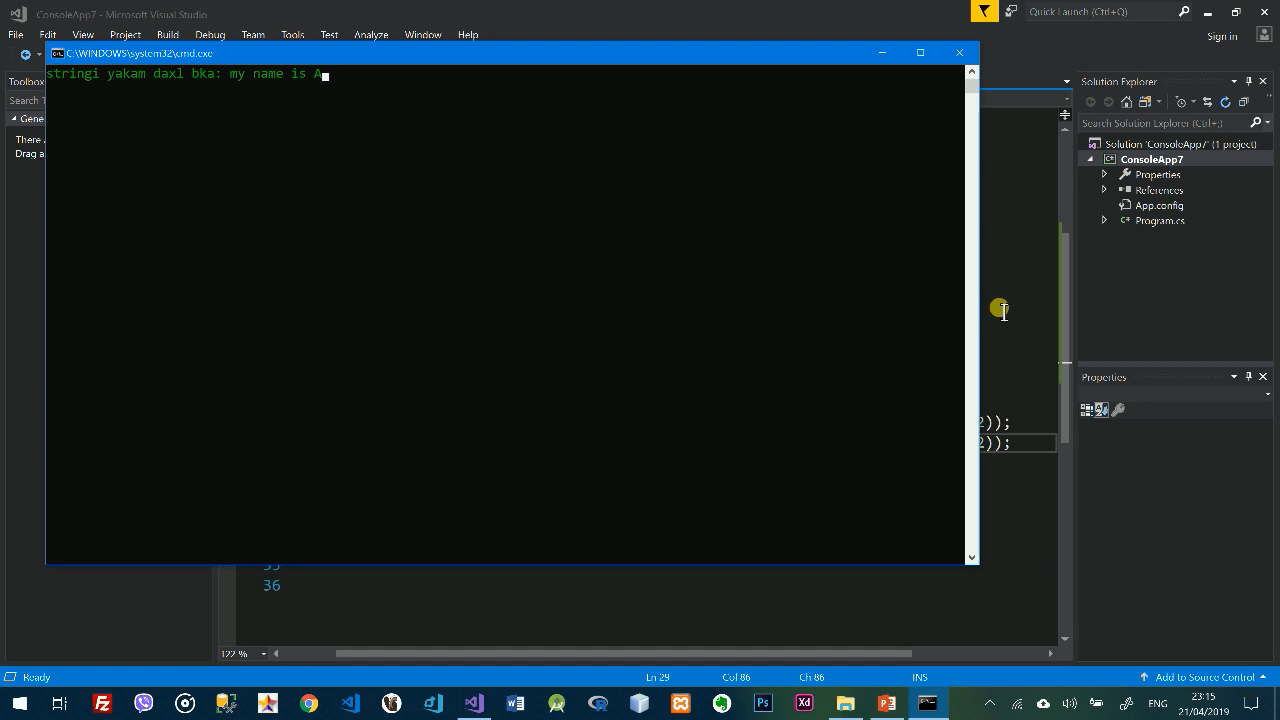 ConsoleApp7 - Microsoft Visual Studio
Quick Launch (Ctrl+Q)
File Edit View Project Build Debug Team Tools Test Analyze Window Help
Sign in
C:\WINDOWS\system32\cmd.exe
stringi yakam daxl bka: my name is A
Toolbox
Search T
Gene
There
Drag a
Solution Explorer
Search Solution Explorer (Ctrl+;)
Solution 'ConsoleApp7' (1 project)
ConsoleApp7
Properties
References
App.config
Program.cs
Properties
2));
2));
35
36
122 %
Ready
Ln 29
Col 86
Ch 86
INS
Add to Source Control
ENG
23:15
21/04/2019